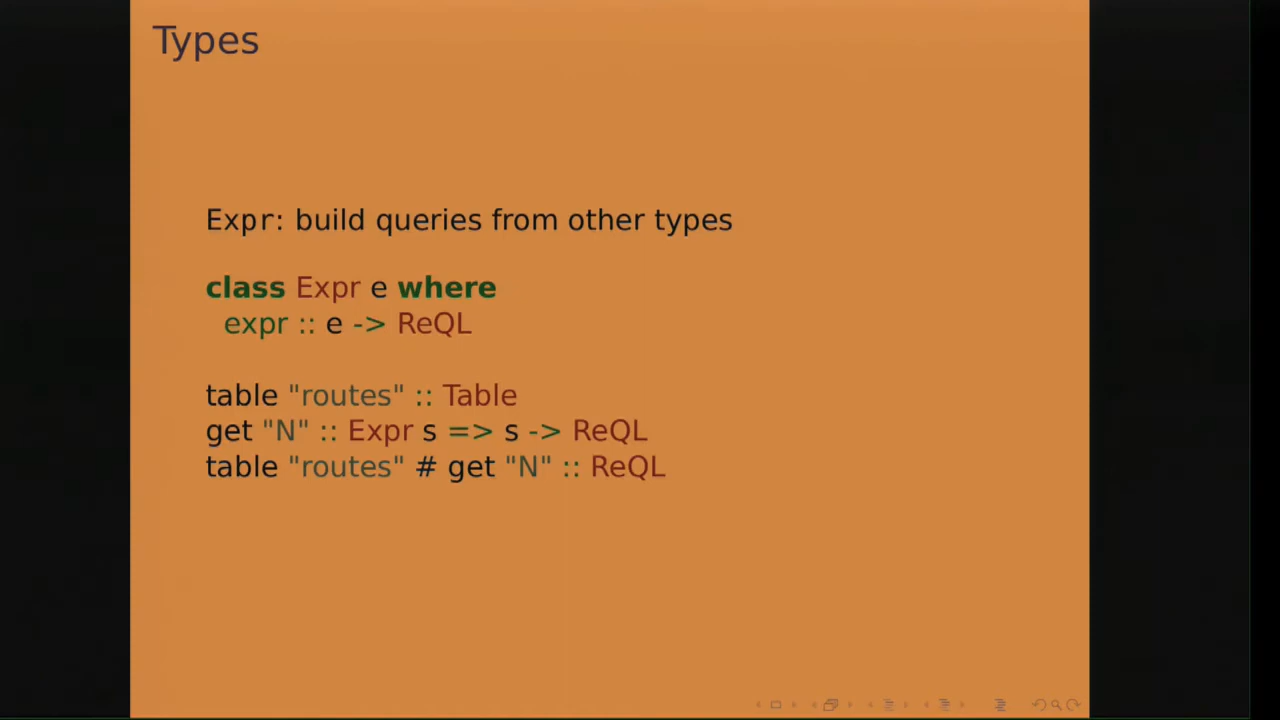 Types
Expr: build queries from other types
class Expr e where
expr :: e -> ReQL
table "routes" :: Table
get "N" :: Expr s => s -> ReQL
table "routes" # get "N" :: ReQL